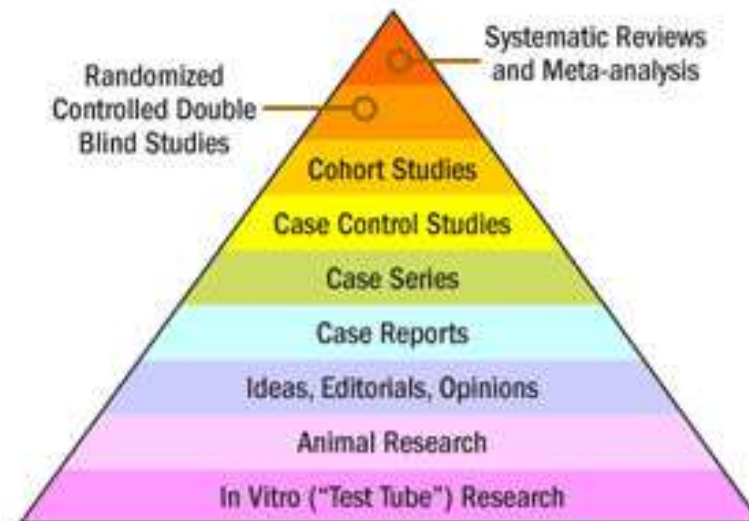 Systematic Reviews
and Meta-analysis
Randomized
Controlled Double
Blind Studies
Cohort Studies
Case Control Studies
Case Series
Case Reports
Ideas, Editorials, Opinions
Animal Research
In Vitro (“Test Tube”) Research